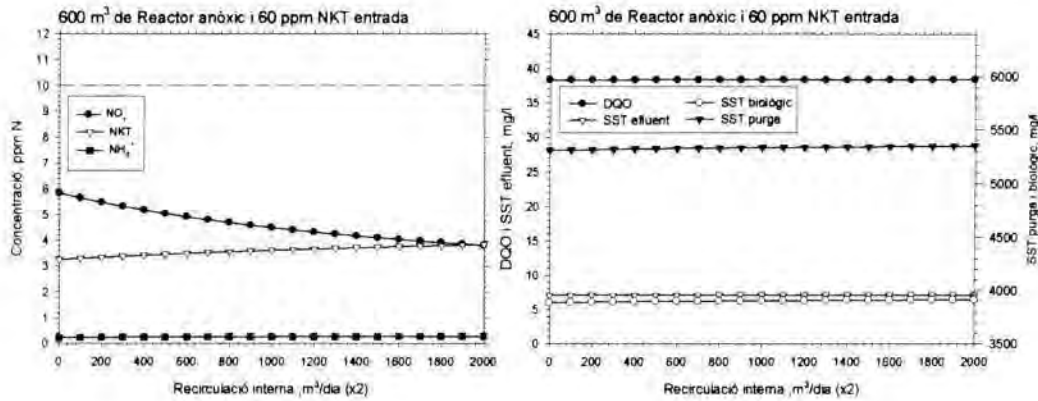 600 m³ de Reactor anòxic i 60 ppm NKT entrada
12
11
10
9
8
7
6
5
4
3
2
1
0
Concentració, ppm N
NKT
NH₄⁺
0 200 400 600 800 1000 1200 1400 1600 1800 2000
Recirculació interna ,m³/dia (x2)
600 m³ de Reactor anòxic i 60 ppm NKT entrada
45
40
35
30
25
20
15
10
5
0
DQO i SST efluent, mg/l
DQO SST biològic
SST efluent SST purge
6000
5500
5000
4500
4000
3500
SST purge i biològic, mg/l
0 200 400 600 800 1000 1200 1400 1600 1800 2000
Recirculació interna ,m³/dia (x2)